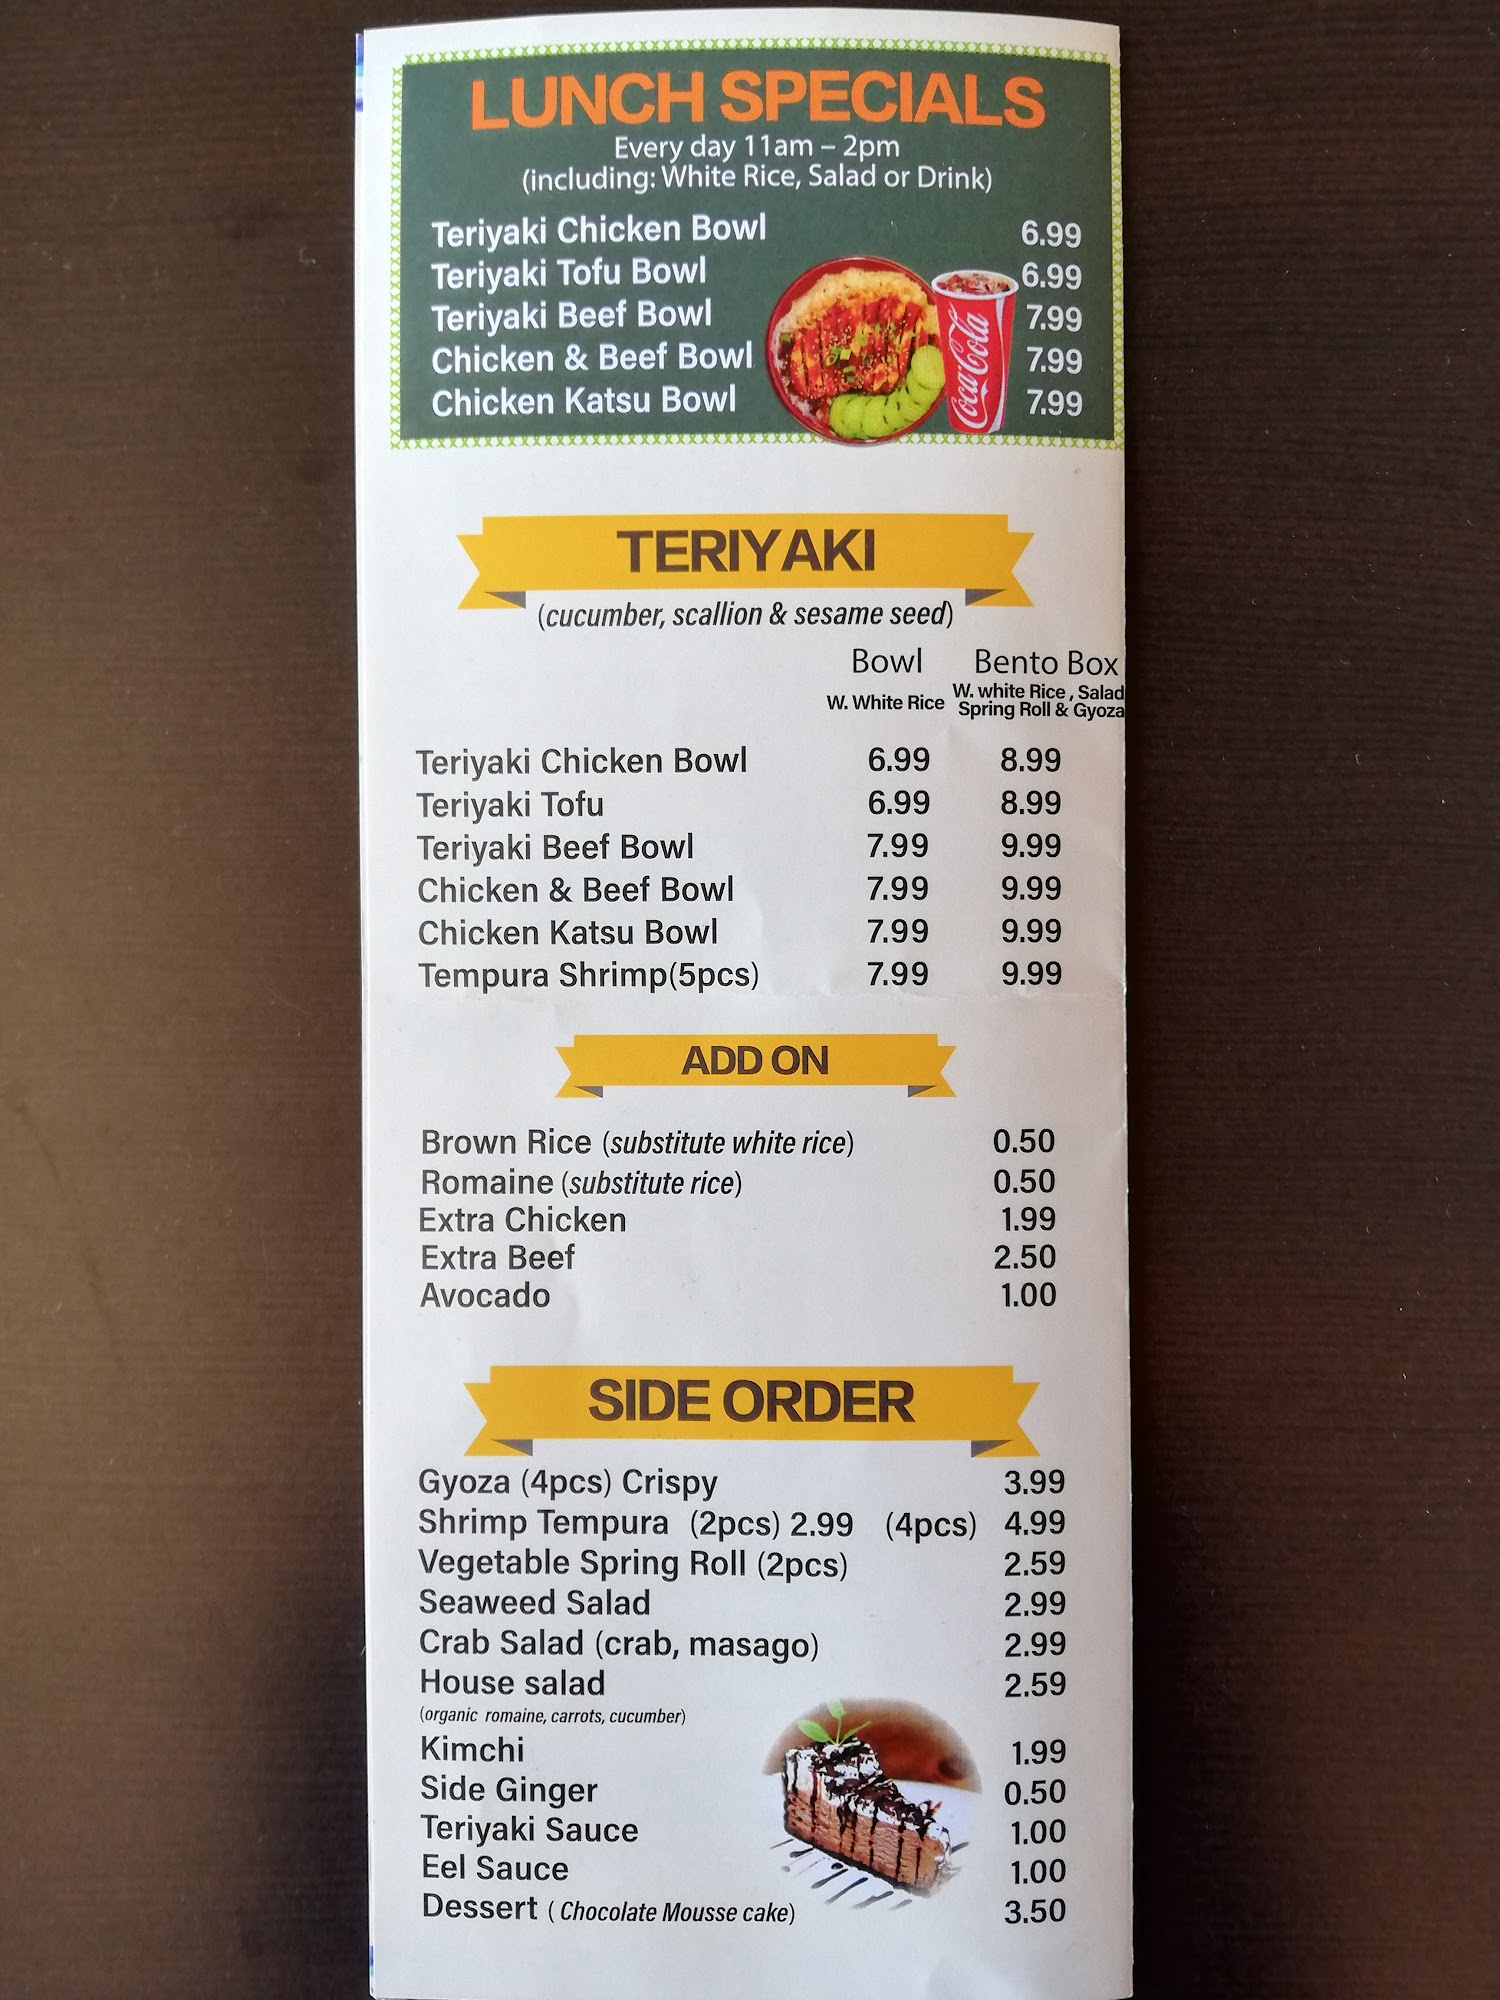 LUNCH SPECIALS
Every day 11am – 2pm
(including: White Rice, Salad or Drink)
Teriyaki Chicken Bowl 6.99
Teriyaki Tofu Bowl 6.99
Teriyaki Beef Bowl 7.99
Chicken & Beef Bowl 7.99
Chicken Katsu Bowl 7.99
Coca-Cola
TERIYAKI
(cucumber, scallion & sesame seed)
Bowl Bento Box
W. White Rice W. white Rice , Salad
Spring Roll & Gyoza
Teriyaki Chicken Bowl 6.99 8.99
Teriyaki Tofu 6.99 8.99
Teriyaki Beef Bowl 7.99 9.99
Chicken & Beef Bowl 7.99 9.99
Chicken Katsu Bowl 7.99 9.99
Tempura Shrimp(5pcs) 7.99 9.99
ADD ON
Brown Rice (substitute white rice) 0.50
Romaine (substitute rice) 0.50
Extra Chicken 1.99
Extra Beef 2.50
Avocado 1.00
SIDE ORDER
Gyoza (4pcs) Crispy 3.99
Shrimp Tempura (2pcs) 2.99 (4pcs) 4.99
Vegetable Spring Roll (2pcs) 2.59
Seaweed Salad 2.99
Crab Salad (crab, masago) 2.99
House salad 2.59
(organic romaine, carrots, cucumber)
Kimchi 1.99
Side Ginger 0.50
Teriyaki Sauce 1.00
Eel Sauce 1.00
Dessert ( Chocolate Mousse cake) 3.50